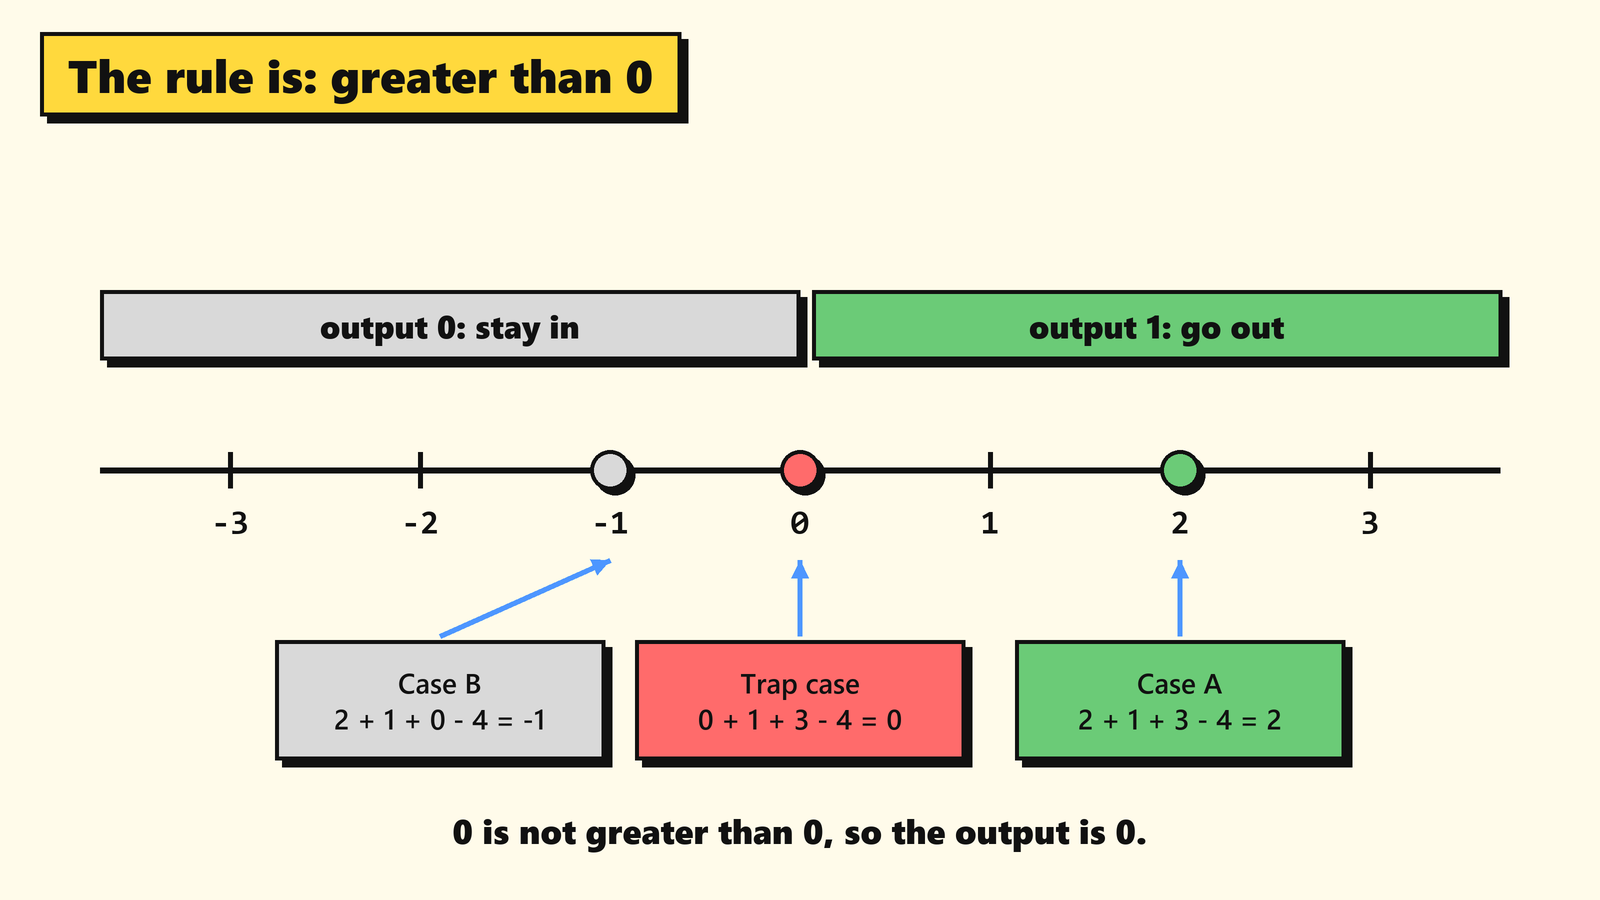 The rule is: greater than 0
output 0: stay in
output 1: go out
-3
-2
-1
0
1
2
3
Case B
2 + 1 + 0 - 4 = -1
Trap case
0 + 1 + 3 - 4 = 0
Case A
2 + 1 + 3 - 4 = 2
0 is not greater than 0, so the output is 0.